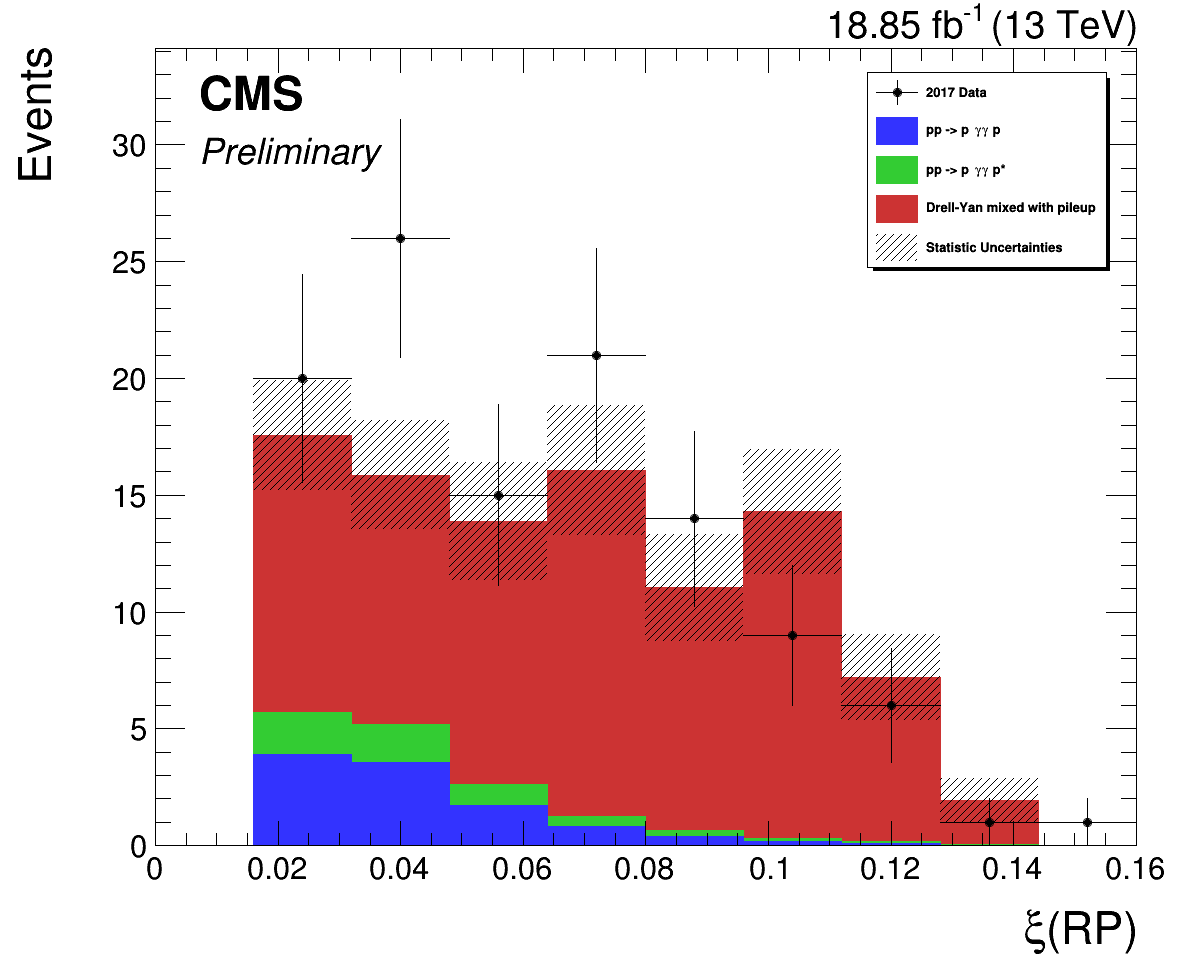 18.85 fb⁻¹ (13 TeV)
Events
CMS
Preliminary
2017 Data
pp -> p γγ p
pp -> p γγ p*
Drell-Yan mixed with pileup
Statistic Uncertainties
30
25
20
15
10
5
0
0 0.02 0.04 0.06 0.08 0.1 0.12 0.14 0.16
ξ(RP)